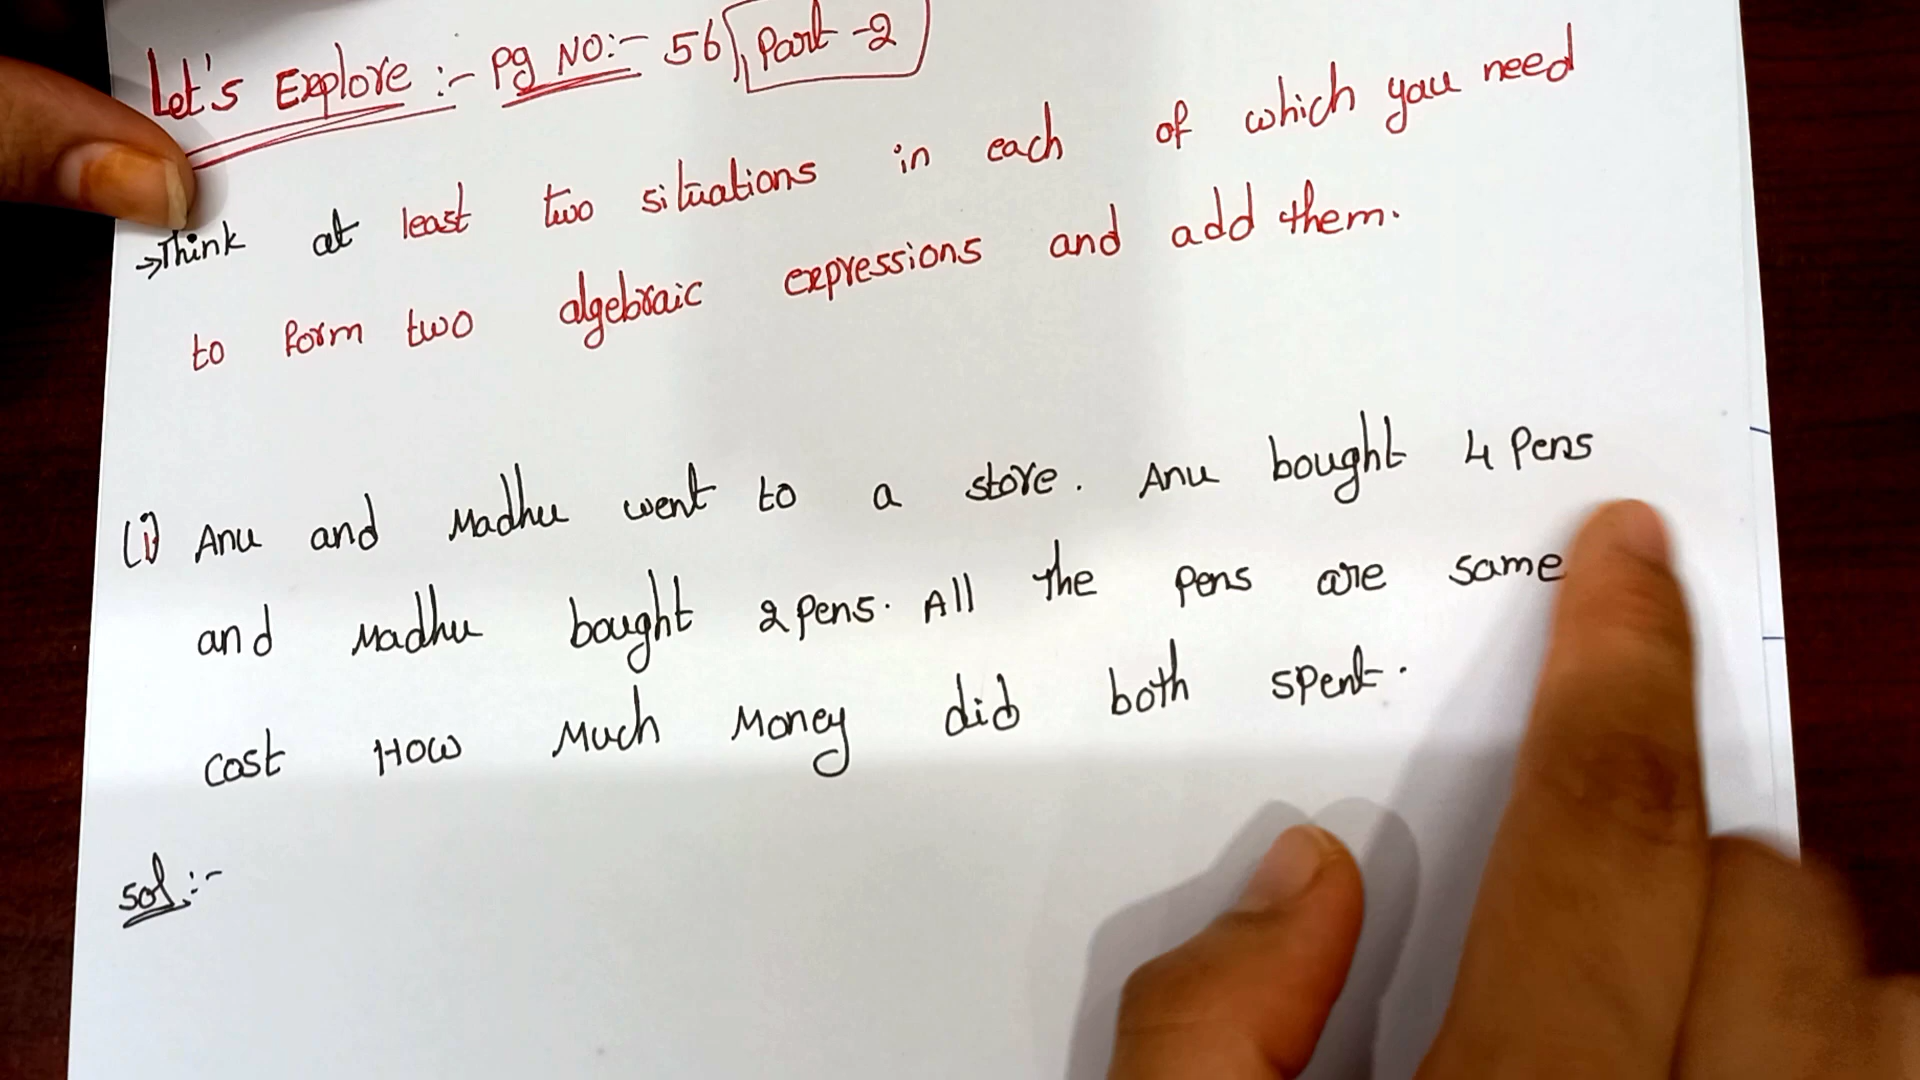 Let's Explore :- Pg NO:- 56, Part -2
→Think at least two situations in each of which you need
to form two algebraic expressions and add them.
(i) Anu and Madhu went to a store. Anu bought 4 Pens
and Madhu bought 2 pens. All the pens are same
cost How Much Money did both spent.
Sol:-